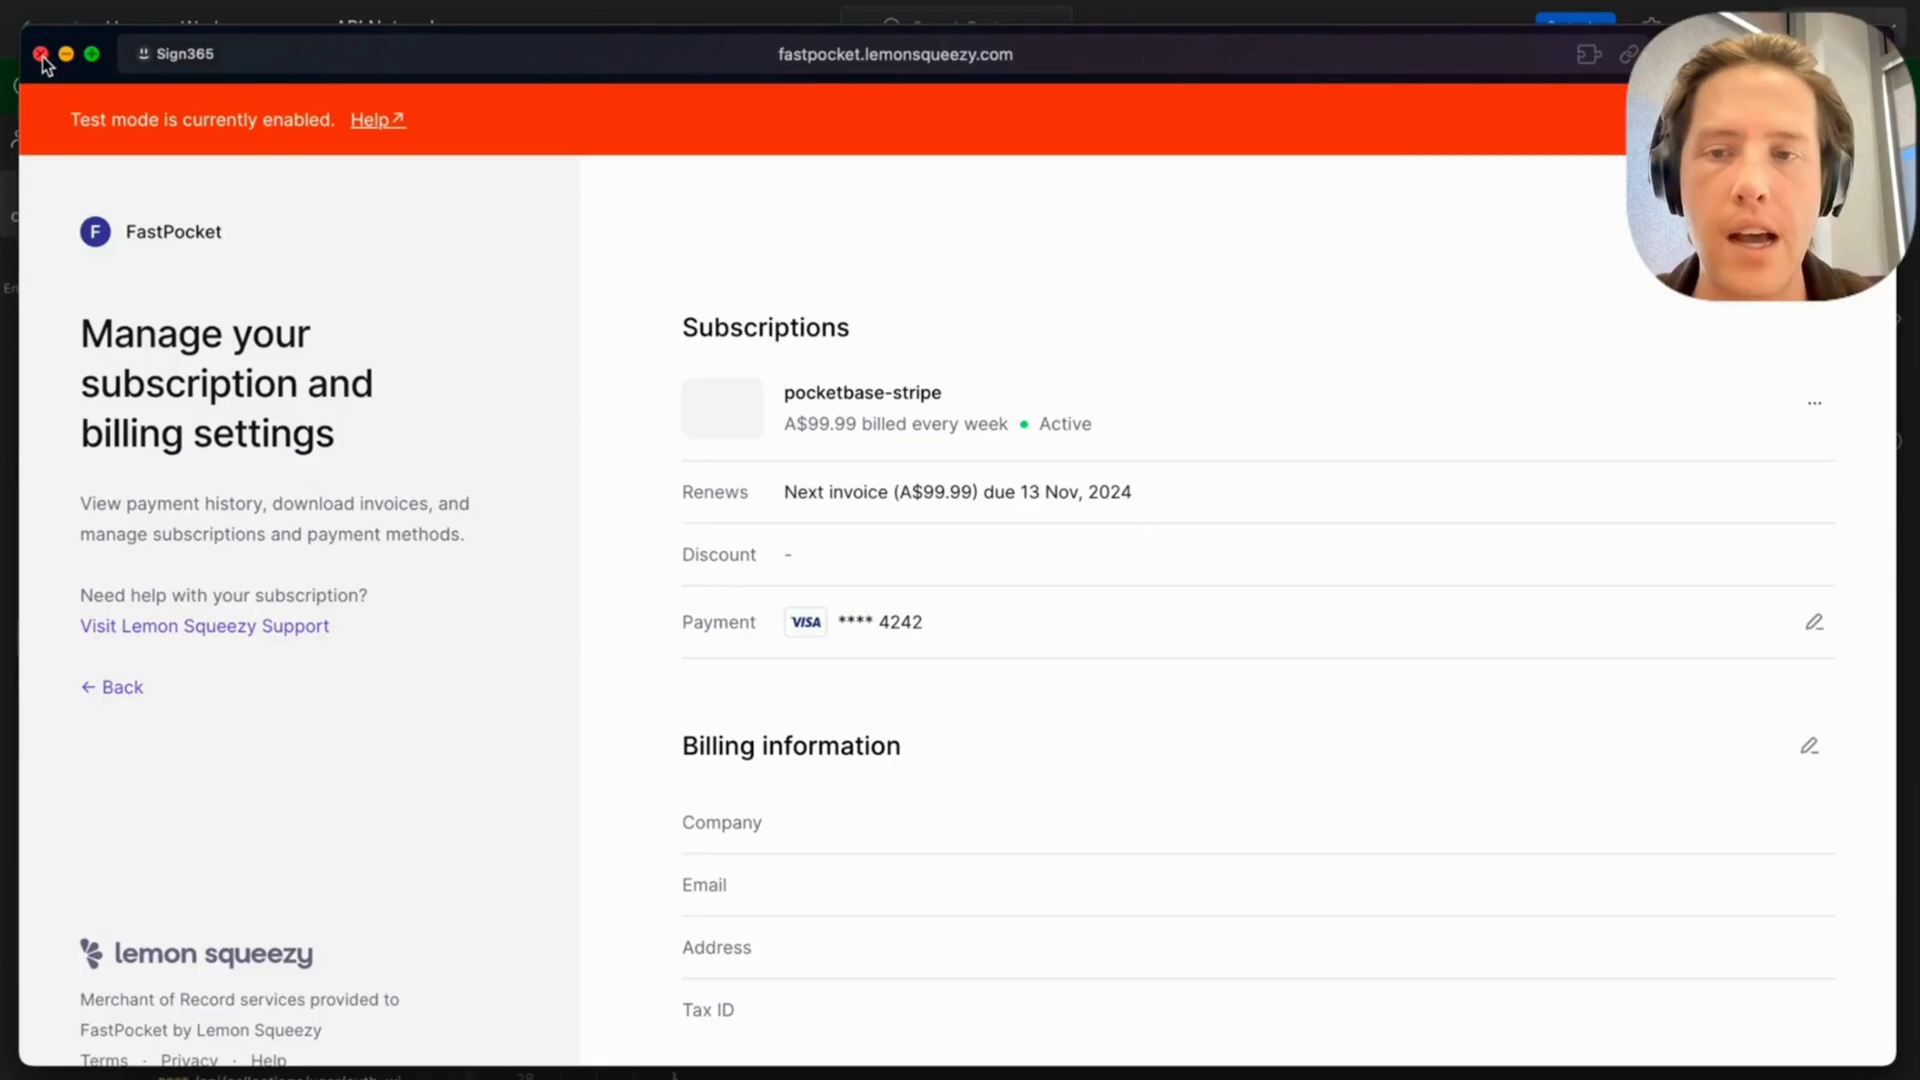 Sign365
fastpocket.lemonsqueezy.com
Test mode is currently enabled. Help↗
F FastPocket
Manage your
subscription and
billing settings
View payment history, download invoices, and
manage subscriptions and payment methods.
Need help with your subscription?
Visit Lemon Squeezy Support
← Back
lemon squeezy
Merchant of Record services provided to
FastPocket by Lemon Squeezy
Terms · Privacy · Help
Subscriptions
pocketbase-stripe
A$99.99 billed every week • Active
...
Renews Next invoice (A$99.99) due 13 Nov, 2024
Discount -
Payment VISA **** 4242
Billing information
Company
Email
Address
Tax ID